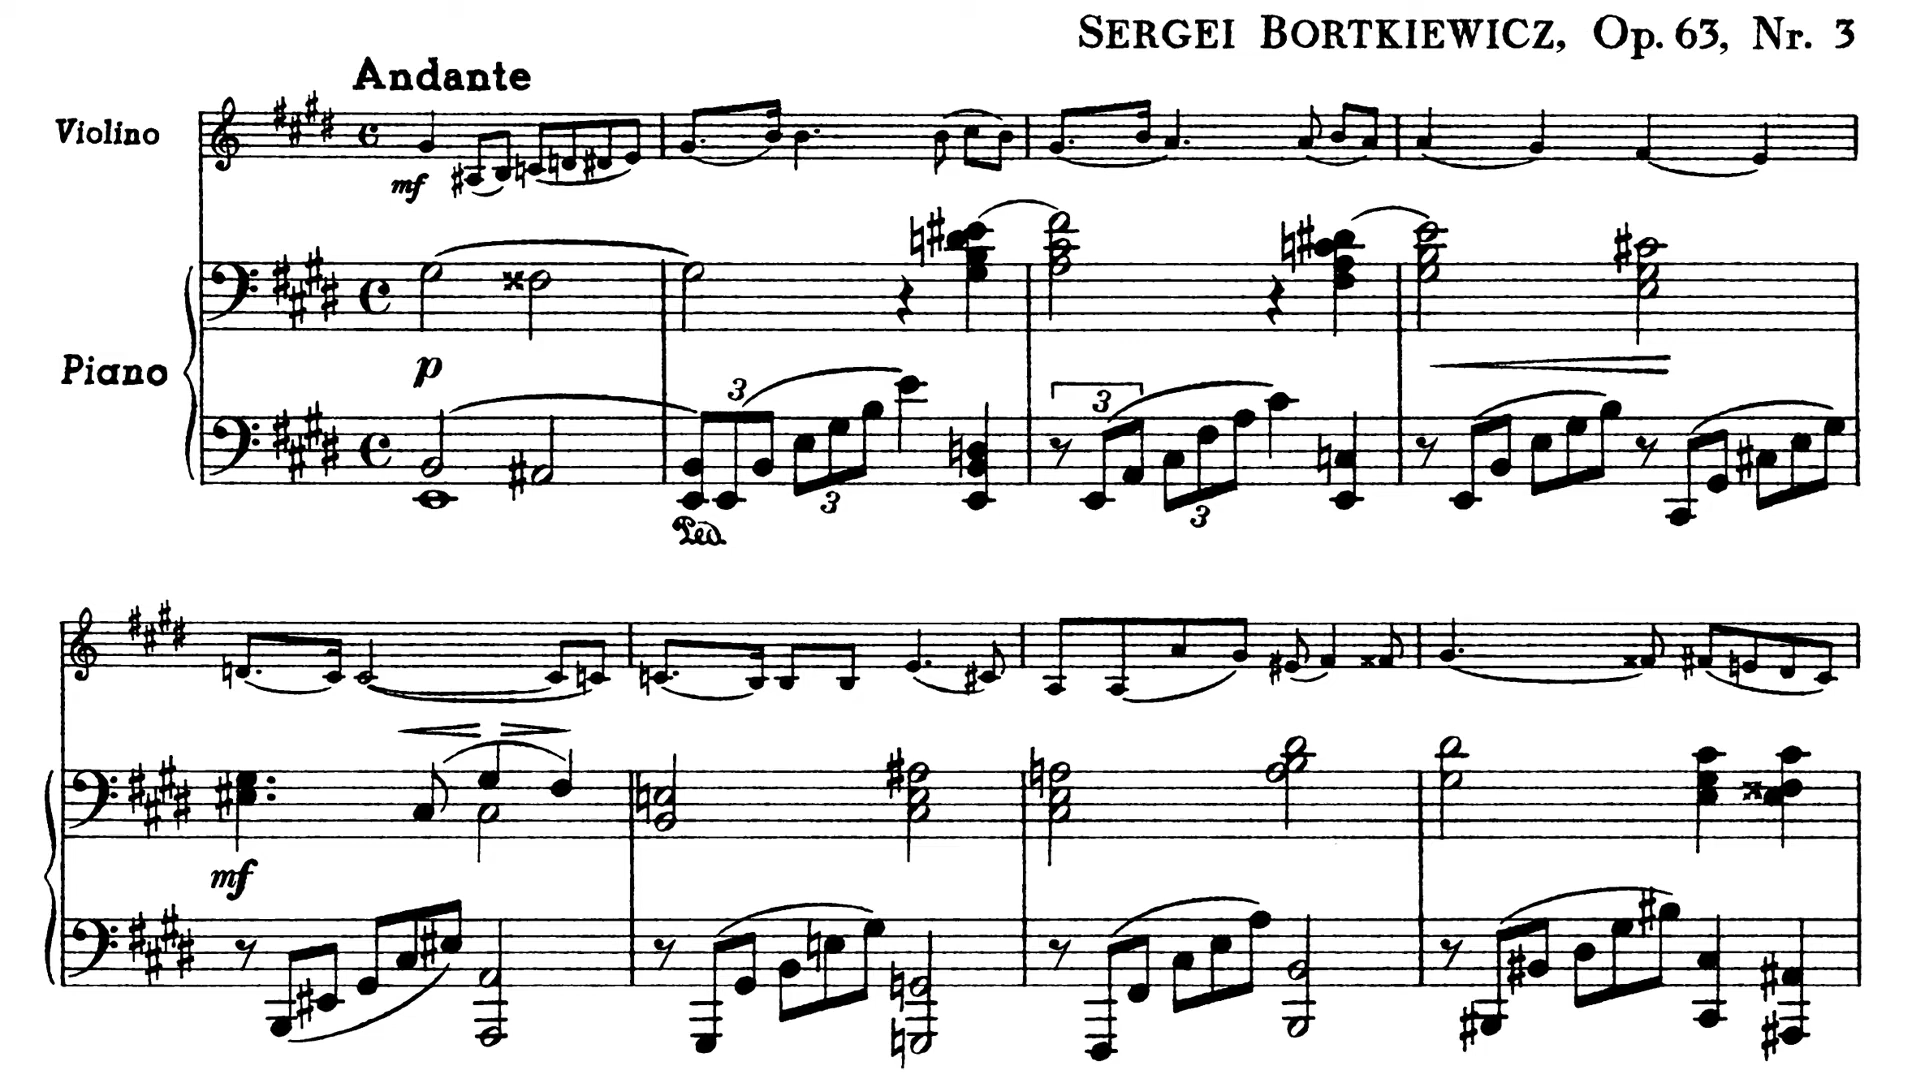 SERGEI BORTKIEWICZ, Op. 63, Nr. 3
Andante
Violino
mf
Piano
p
3
3
3
3
Ped.
mf